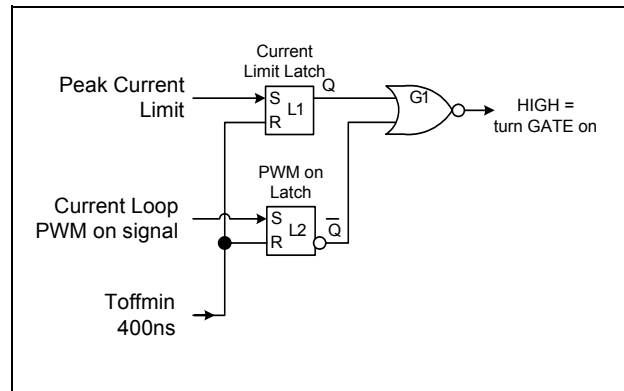 Current
Limit Latch
Peak Current
Limit
S
L1
R
Q
G1
HIGH =
turn GATE on
PWM on
Latch
Current Loop
PWM on signal
S
L2
R
Q̅
Toffmin
400ns